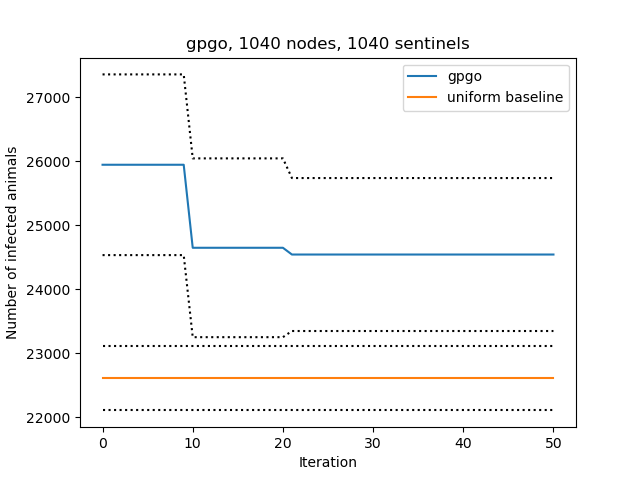 gpgo, 1040 nodes, 1040 sentinels
gpgo
uniform baseline
Number of infected animals
27000
26000
25000
24000
23000
22000
0 10 20 30 40 50
Iteration